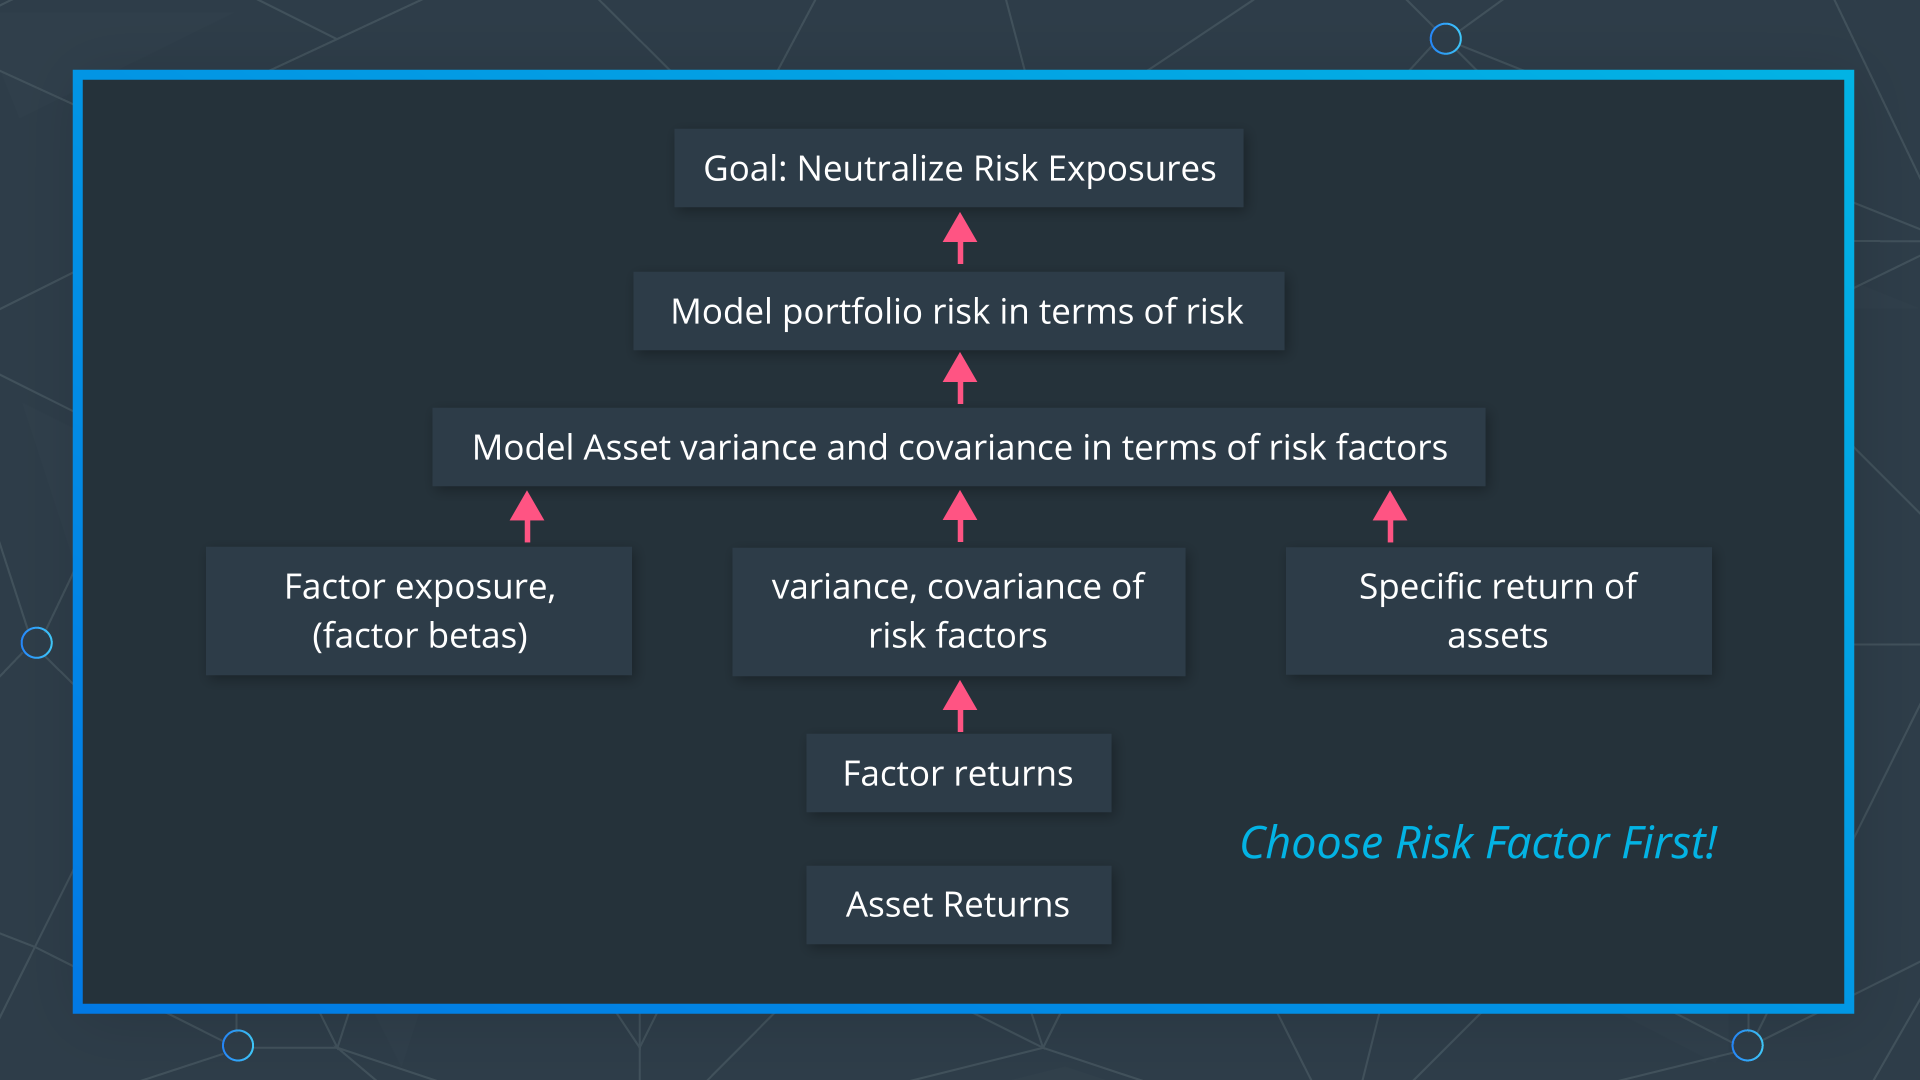 Goal: Neutralize Risk Exposures
Model portfolio risk in terms of risk
Model Asset variance and covariance in terms of risk factors
Factor exposure,
(factor betas)
variance, covariance of
risk factors
Specific return of
assets
Factor returns
Choose Risk Factor First!
Asset Returns